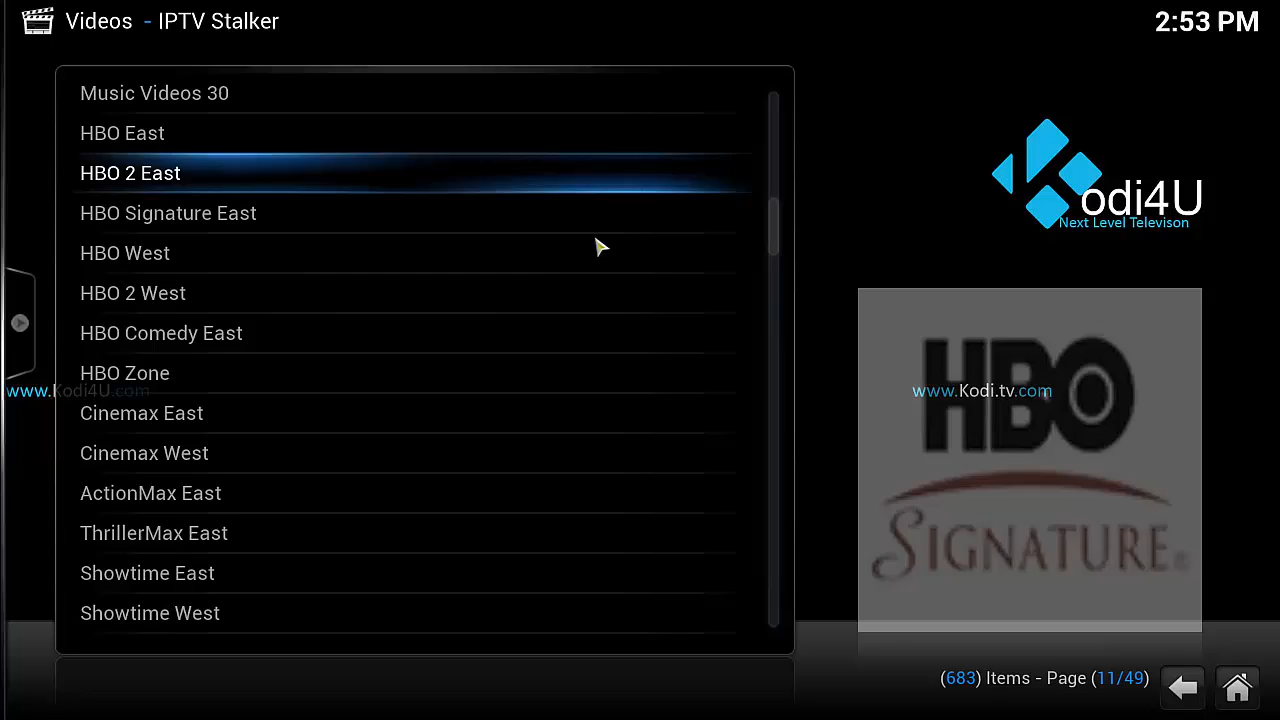 Videos - IPTV Stalker
2:53 PM
Music Videos 30
HBO East
HBO 2 East
HBO Signature East
HBO West
HBO 2 West
HBO Comedy East
HBO Zone
Cinemax East
Cinemax West
ActionMax East
ThrillerMax East
Showtime East
Showtime West
www.Kodi4U.com
odi4U
Next Level Televison
HBO
www.Kodi.tv.com
SIGNATURE®
(683) Items - Page (11/49)